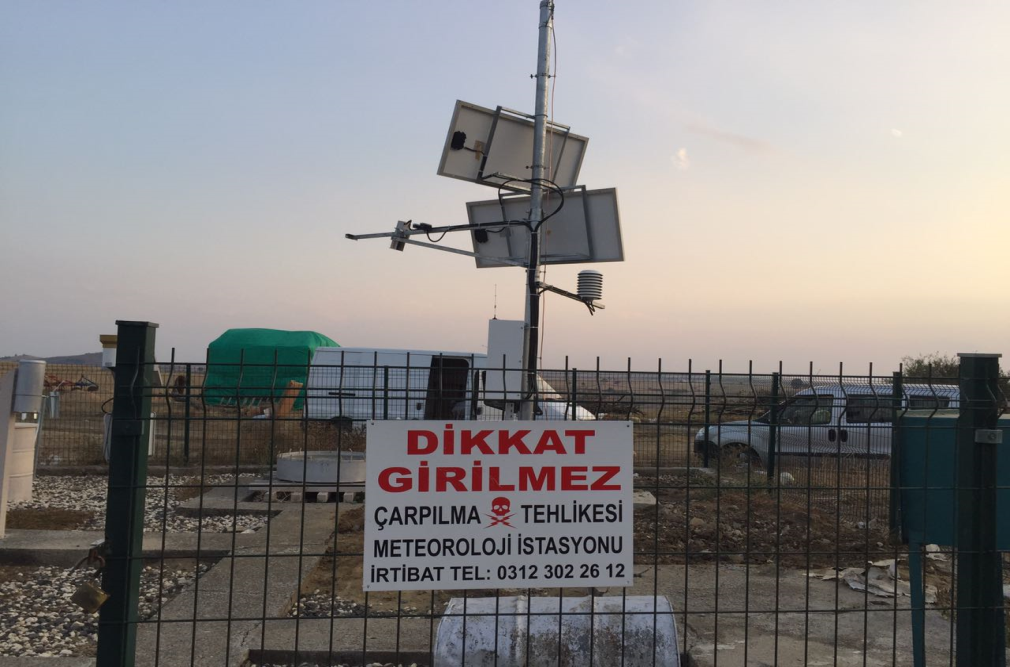 DİKKAT
GİRİLMEZ
ÇARPILMA TEHLİKESİ
METEOROLOJİ İSTASYONU
İRTİBAT TEL: 0312 302 26 12